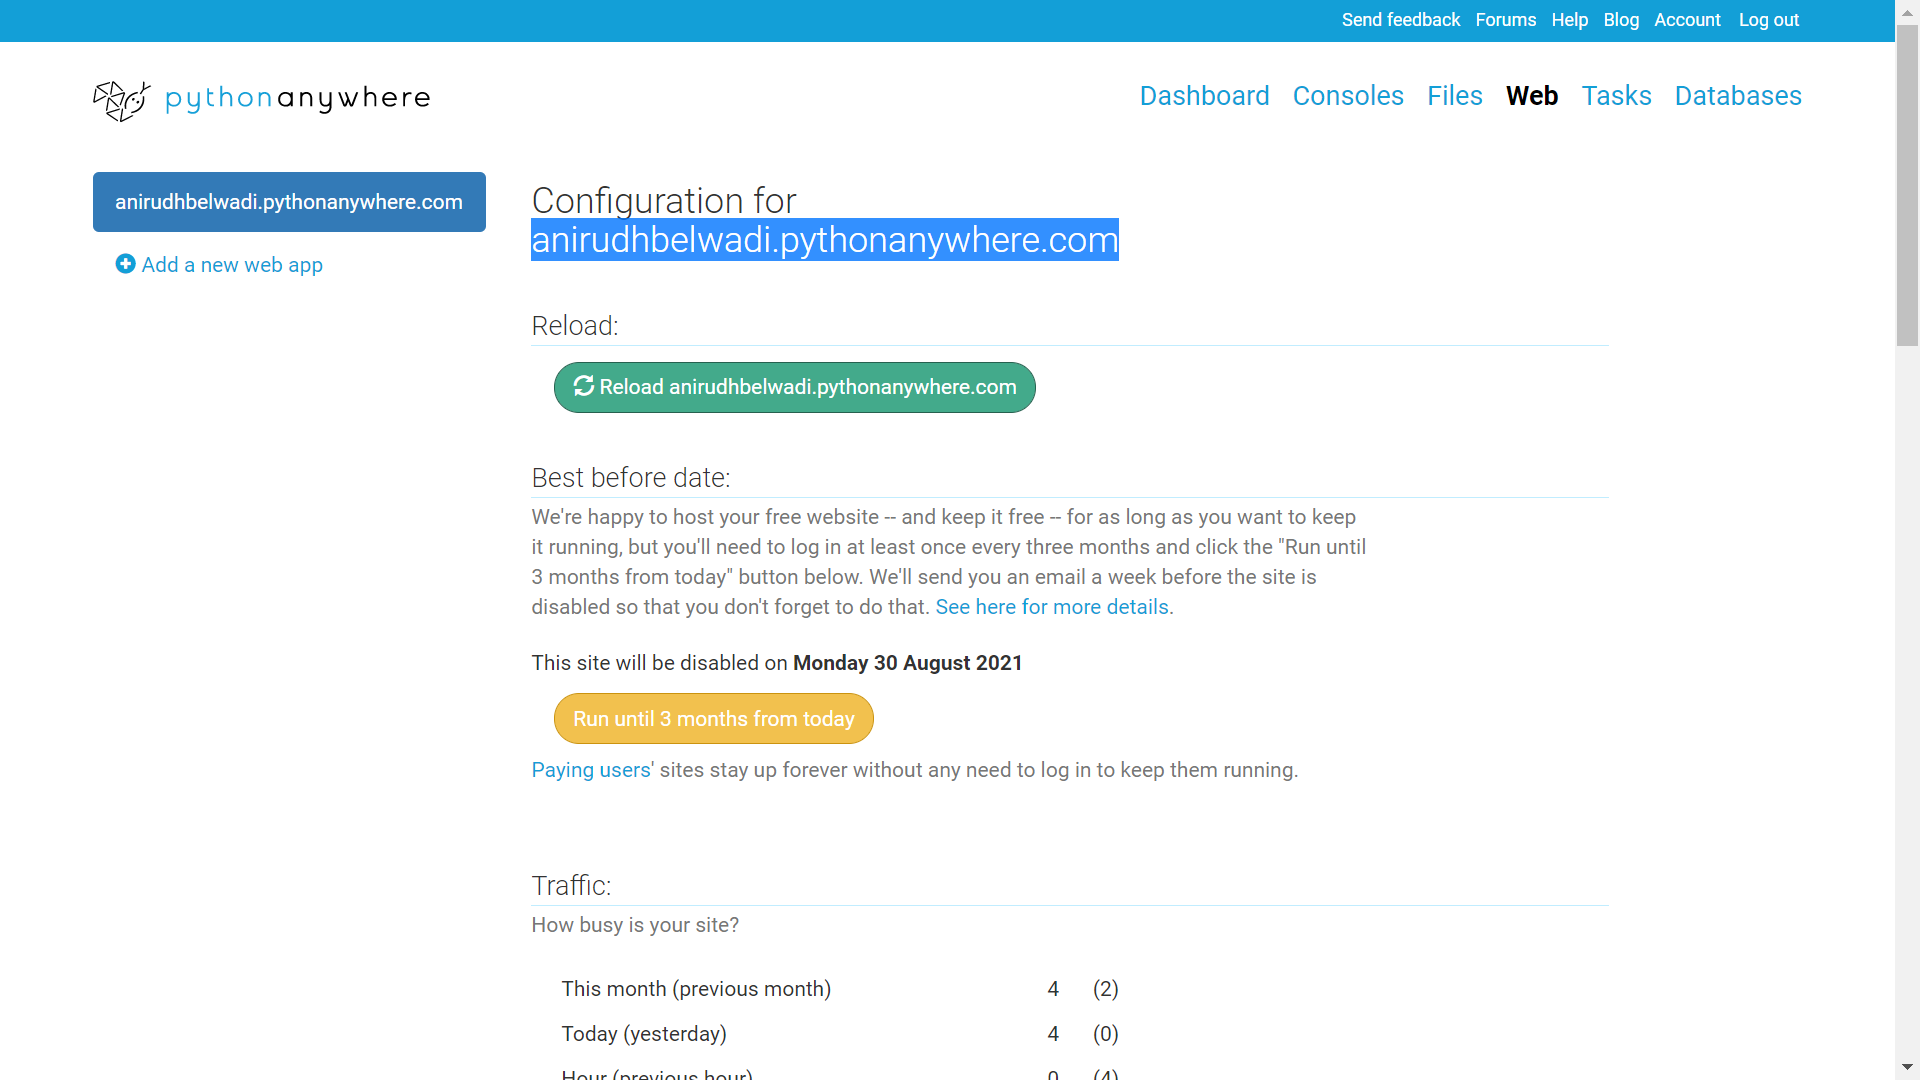 Send feedback Forums Help Blog Account Log out
pythonanywhere
Dashboard Consoles Files Web Tasks Databases
anirudhbelwadi.pythonanywhere.com
Add a new web app
Configuration for
anirudhbelwadi.pythonanywhere.com
Reload:
Reload anirudhbelwadi.pythonanywhere.com
Best before date:
We're happy to host your free website -- and keep it free -- for as long as you want to keep
it running, but you'll need to log in at least once every three months and click the "Run until
3 months from today" button below. We'll send you an email a week before the site is
disabled so that you don't forget to do that. See here for more details.
This site will be disabled on Monday 30 August 2021
Run until 3 months from today
Paying users' sites stay up forever without any need to log in to keep them running.
Traffic:
How busy is your site?
This month (previous month) 4 (2)
Today (yesterday) 4 (0)
Hour (previous hour) 0 (4)